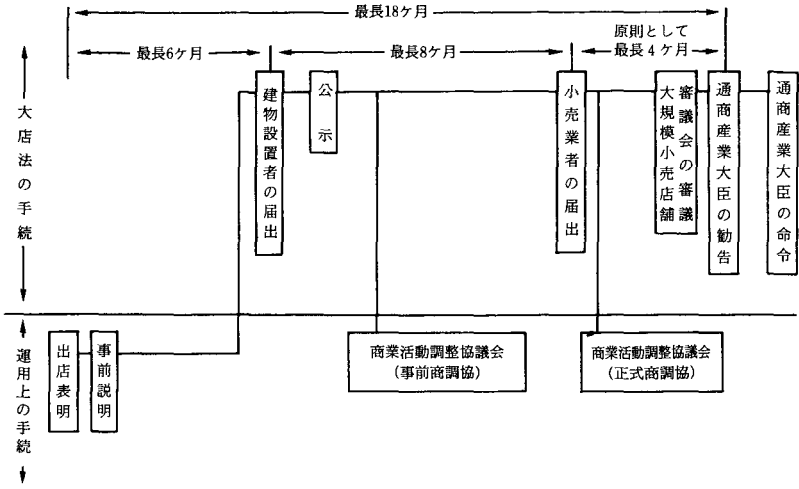 最長18ケ月
最長6ケ月
最長8ケ月
原則として
最長4ケ月
大店法の手続
建物設置者の届出
公示
小売業者の届出
大規模小売店舗
審議会の審議
通商産業大臣の勧告
通商産業大臣の命令
運用上の手続
出店表明
事前説明
商業活動調整協議会
(事前商調協)
商業活動調整協議会
(正式商調協)